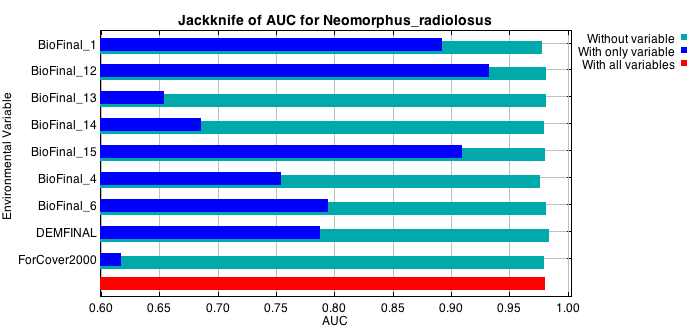 Jackknife of AUC for Neomorphus_radiolosus
Without variable
With only variable
With all variables
Environmental Variable
BioFinal_1
BioFinal_12
BioFinal_13
BioFinal_14
BioFinal_15
BioFinal_4
BioFinal_6
DEMFINAL
ForCover2000
0.60 0.65 0.70 0.75 0.80 0.85 0.90 0.95 1.00
AUC